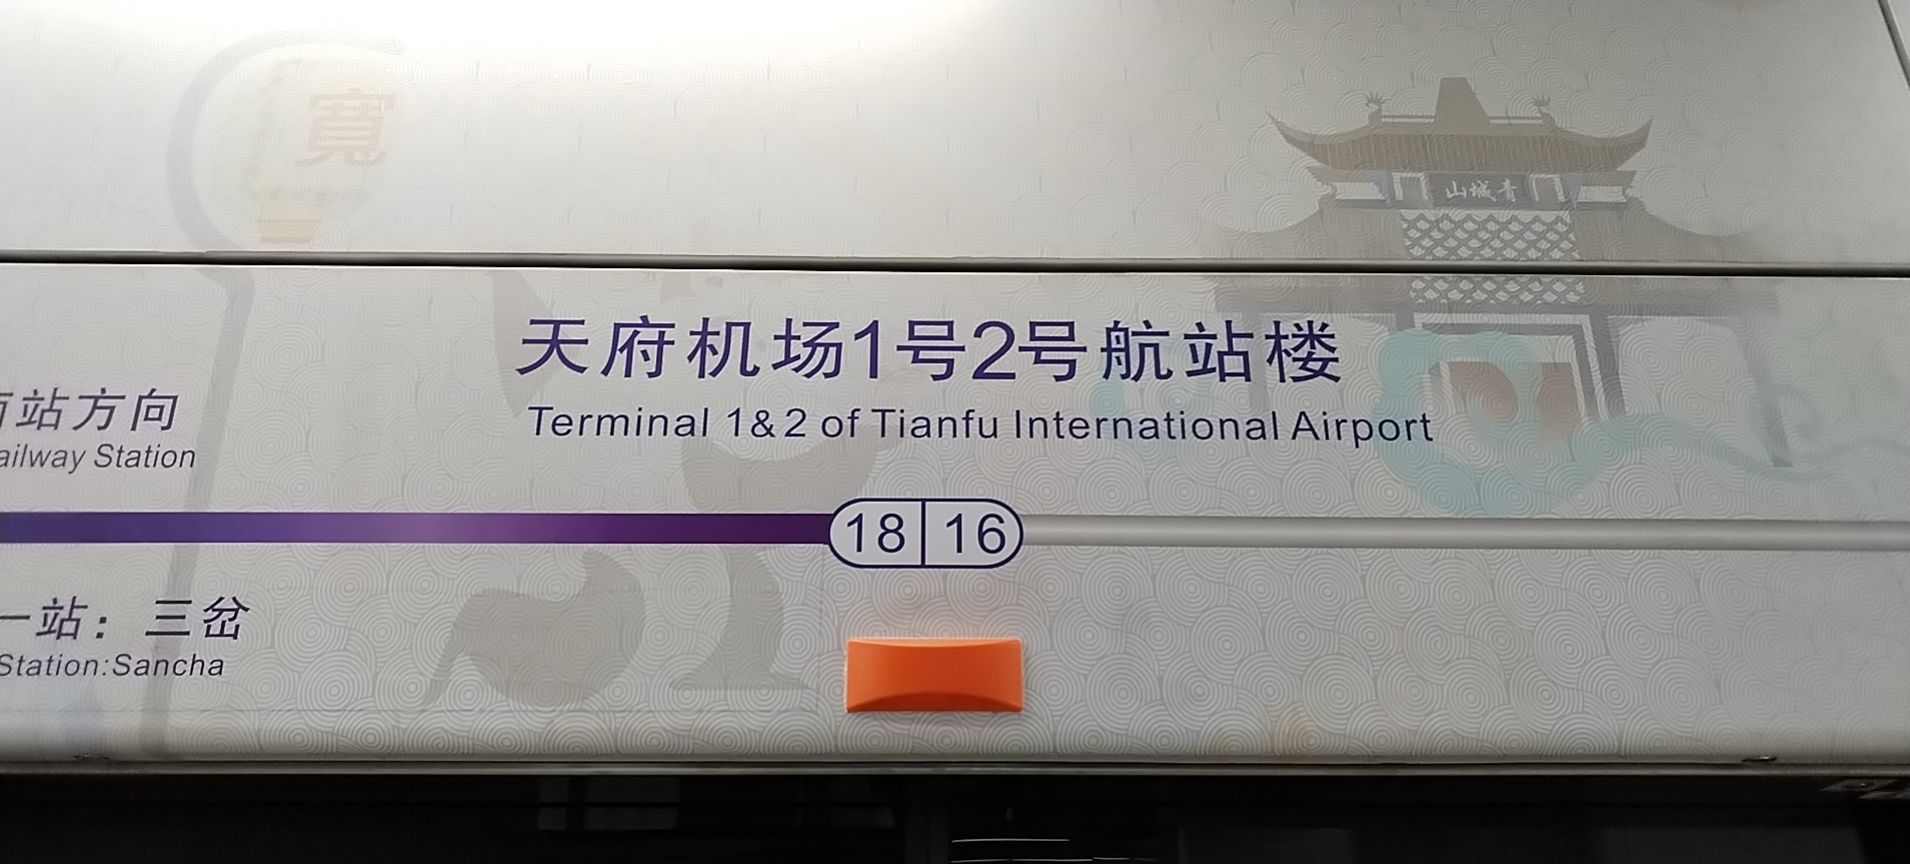 寬
山城青
天府机场1号2号航站楼
Terminal 1&2 of Tianfu International Airport
站方向
ailway Station
18 16
一站：三岔
Station:Sancha